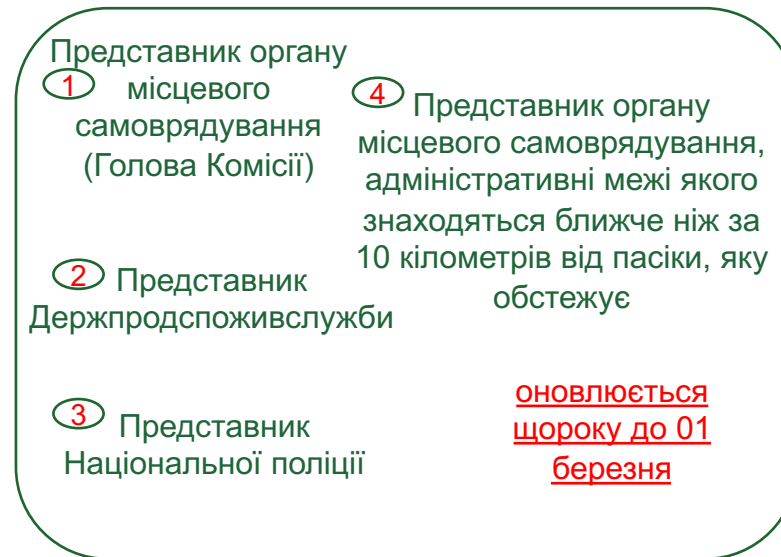 Представник органу
1 місцевого
самоврядування
(Голова Комісії)
2 Представник
Держпродспоживслужби
3 Представник
Національної поліції
4 Представник органу
місцевого самоврядування,
адміністративні межі якого
знаходяться ближче ніж за
10 кілометрів від пасіки, яку
обстежує
оновлюється
щороку до 01
березня